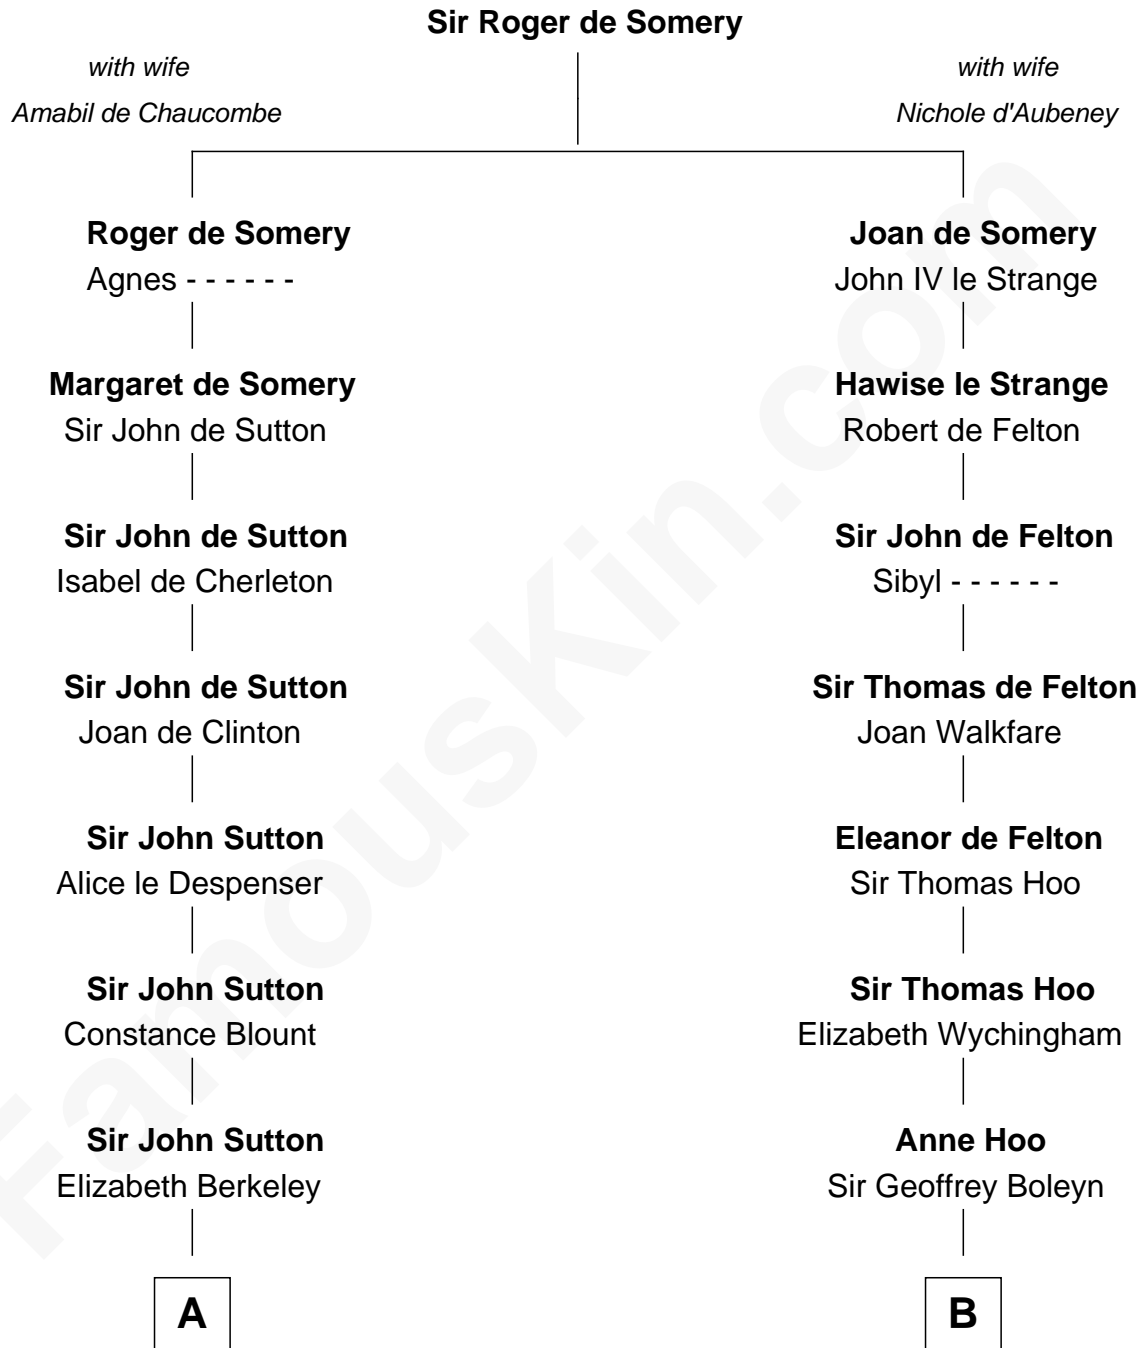 Sir Roger de Somery
with wife
Amabil de Chaucombe
with wife
Nichole d'Aubeney
Roger de Somery
Agnes - - - - - -
Joan de Somery
John IV le Strange
Margaret de Somery
Sir John de Sutton
Hawise le Strange
Robert de Felton
Sir John de Sutton
Isabel de Cherleton
Sir John de Felton
Sibyl - - - - - -
Sir John de Sutton
Joan de Clinton
Sir Thomas de Felton
Joan Walkfare
Sir John Sutton
Alice le Despenser
Eleanor de Felton
Sir Thomas Hoo
Sir John Sutton
Constance Blount
Sir Thomas Hoo
Elizabeth Wychingham
Sir John Sutton
Elizabeth Berkeley
Anne Hoo
Sir Geoffrey Boleyn
A
B
FamousKin.com